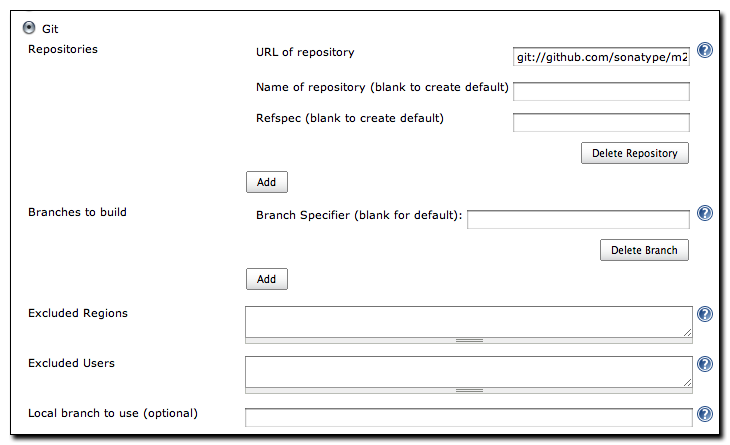 Git
Repositories
URL of repository
git://github.com/sonatype/m2
Name of repository (blank to create default)
Refspec (blank to create default)
Delete Repository
Add
Branches to build
Branch Specifier (blank for default):
Delete Branch
Add
Excluded Regions
Excluded Users
Local branch to use (optional)